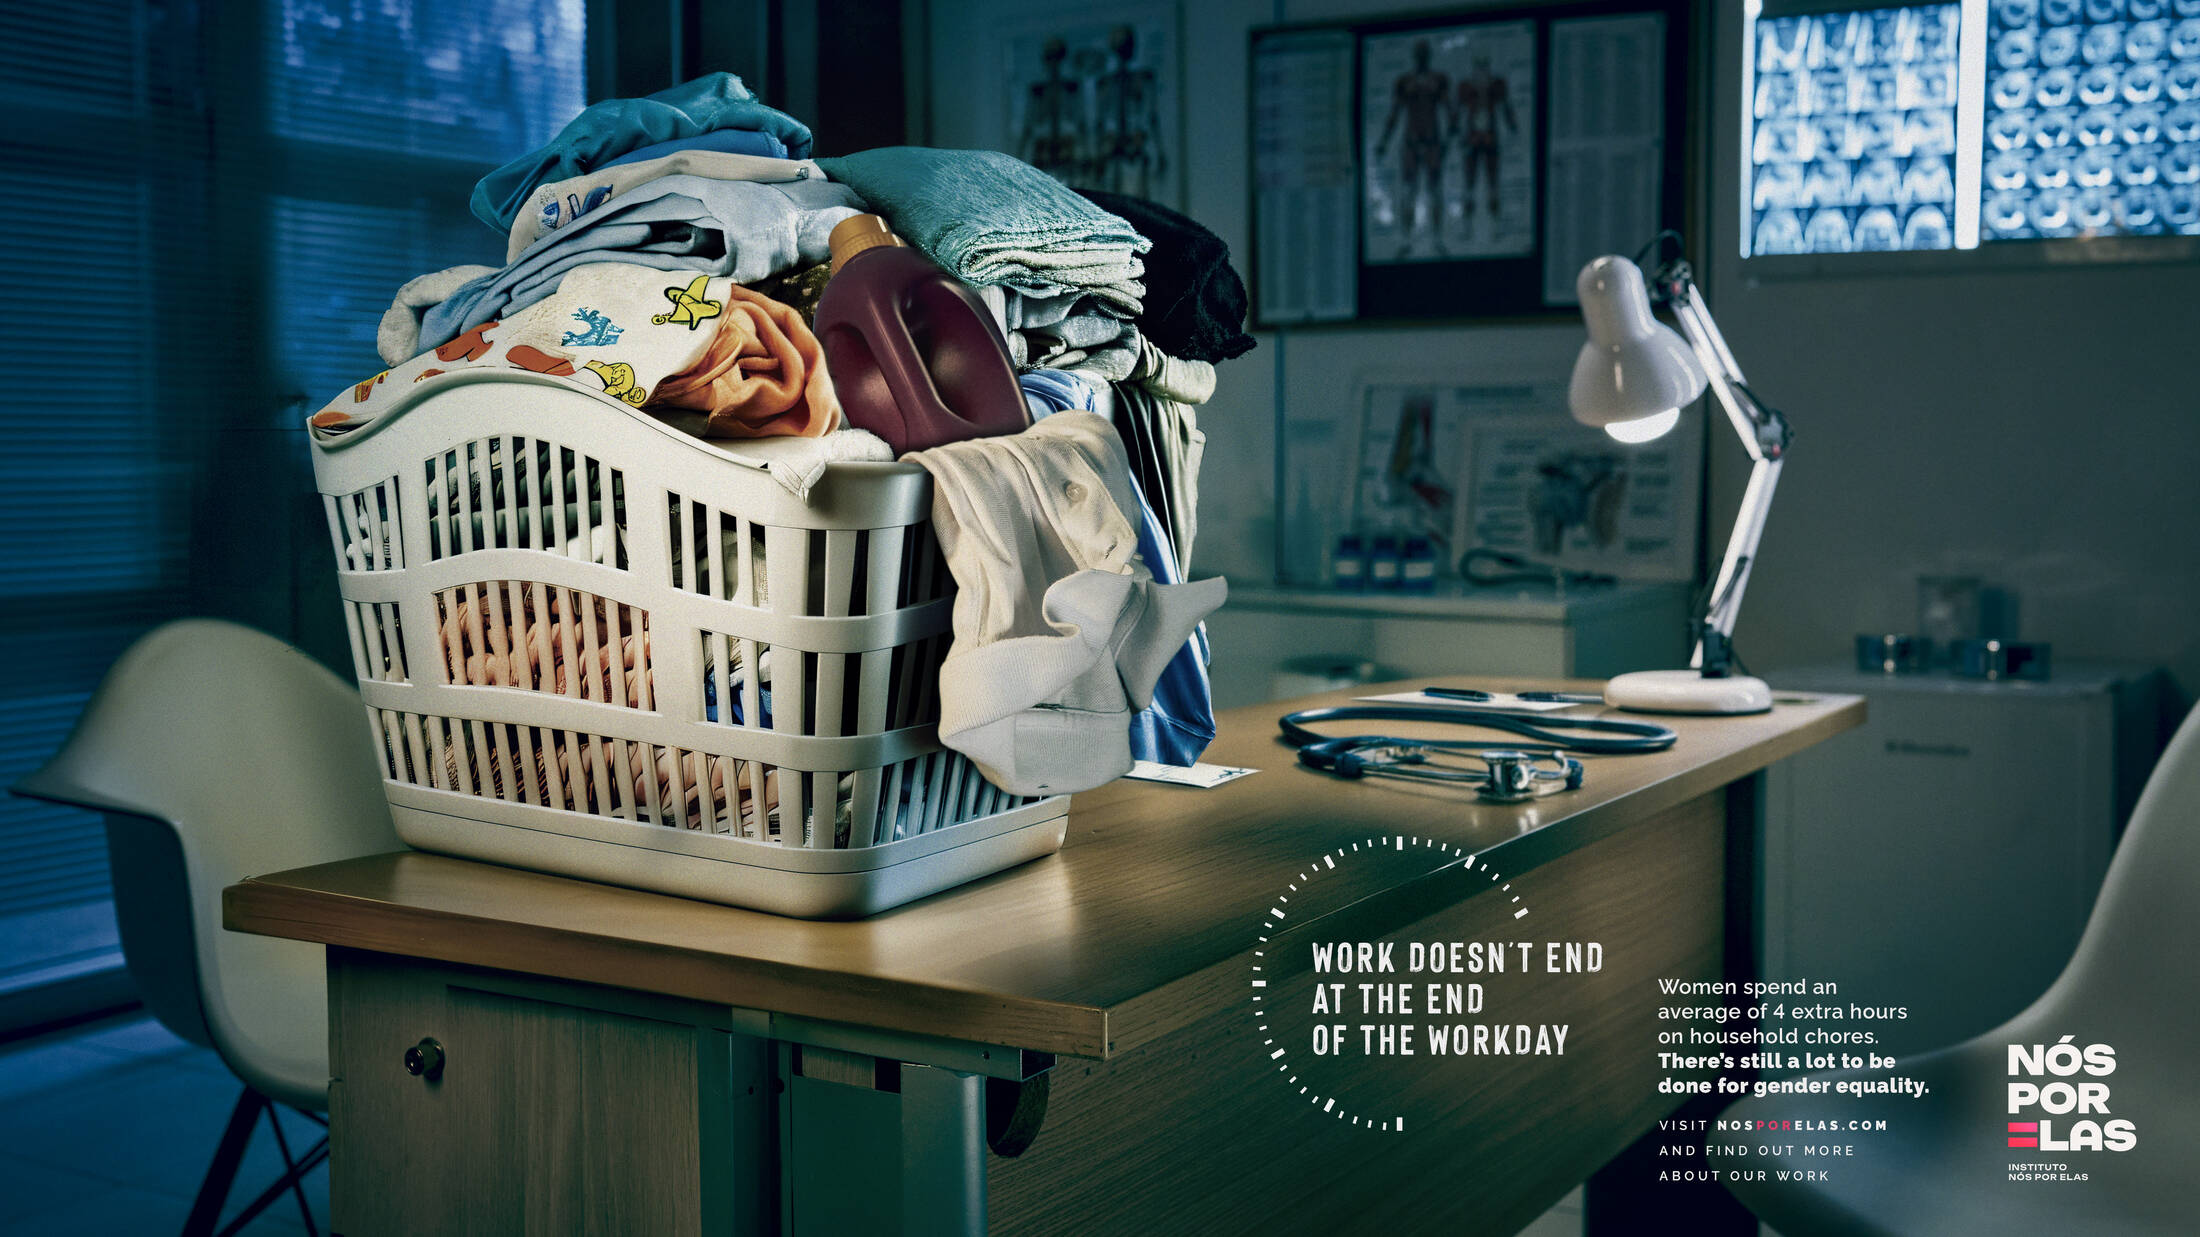 WORK DOESN'T END
AT THE END
OF THE WORKDAY
Women spend an
average of 4 extra hours
on household chores.
There's still a lot to be
done for gender equality.
VISIT NOSPORELAS.COM
AND FIND OUT MORE
ABOUT OUR WORK
NÓS
POR
ELAS
INSTITUTO
NÓS POR ELAS